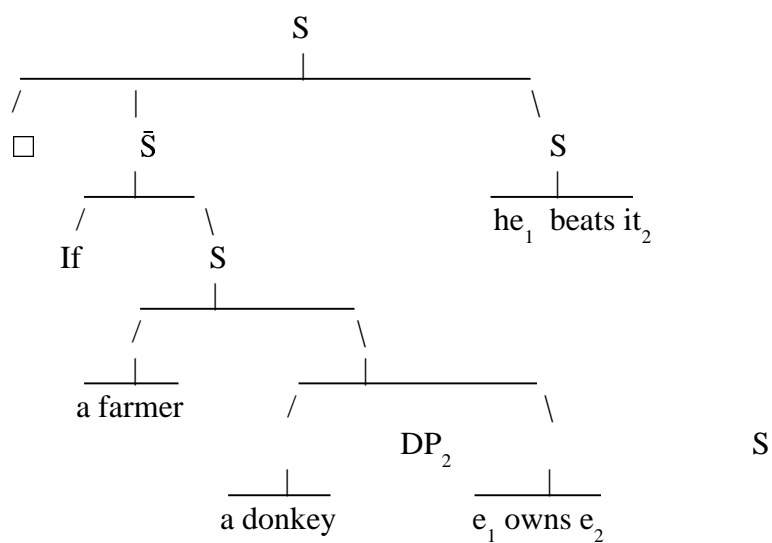 S
□ S̄ S
he₁ beats it₂
If S
a farmer
DP₂ S
a donkey e₁ owns e₂